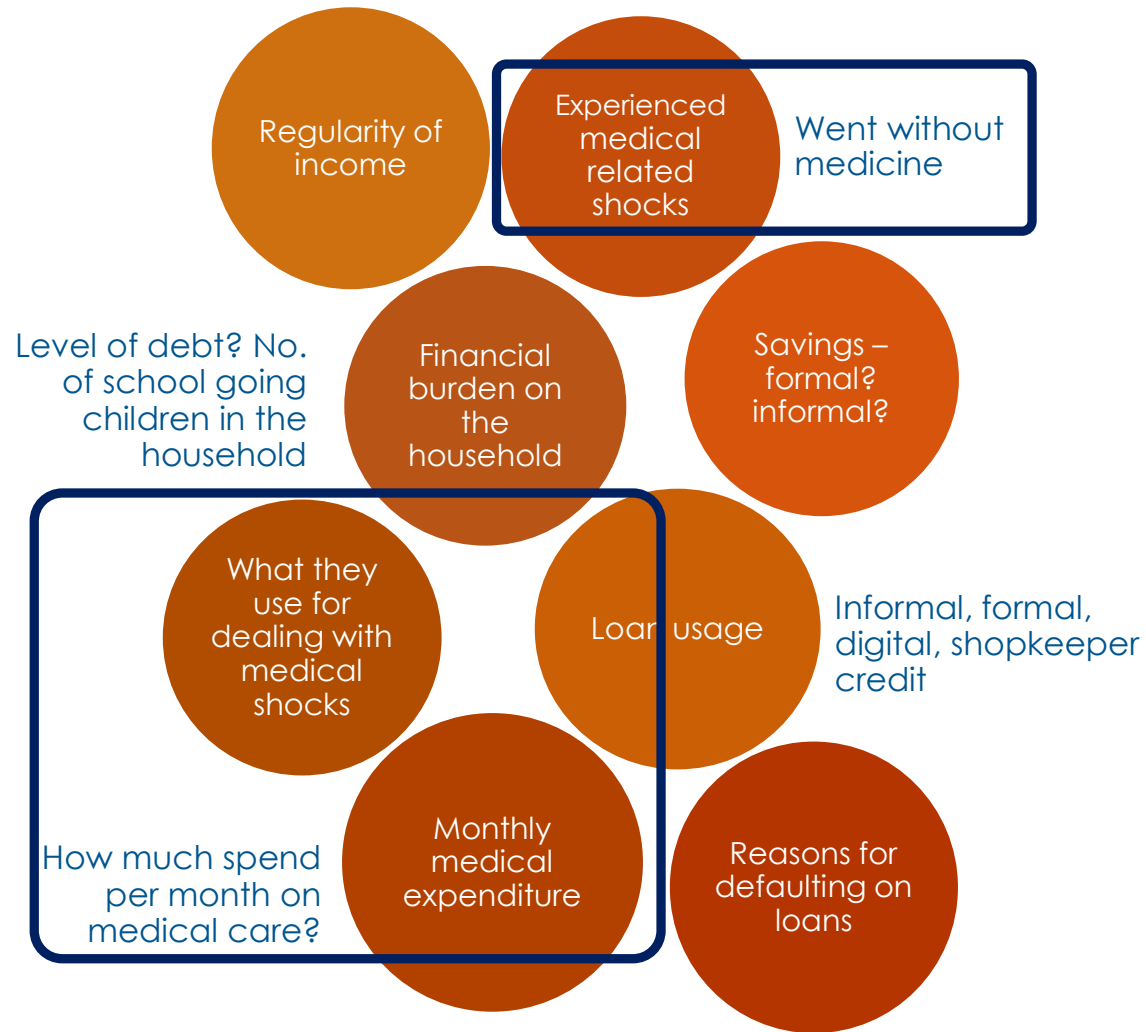 Regularity of
income
Experienced
medical
related
shocks
Went without
medicine
Level of debt? No.
of school going
children in the
household
Financial
burden on
the
household
Savings –
formal?
informal?
What they
use for
dealing with
medical
shocks
Loan usage
Informal, formal,
digital, shopkeeper
credit
How much spend
per month on
medical care?
Monthly
medical
expenditure
Reasons for
defaulting on
loans